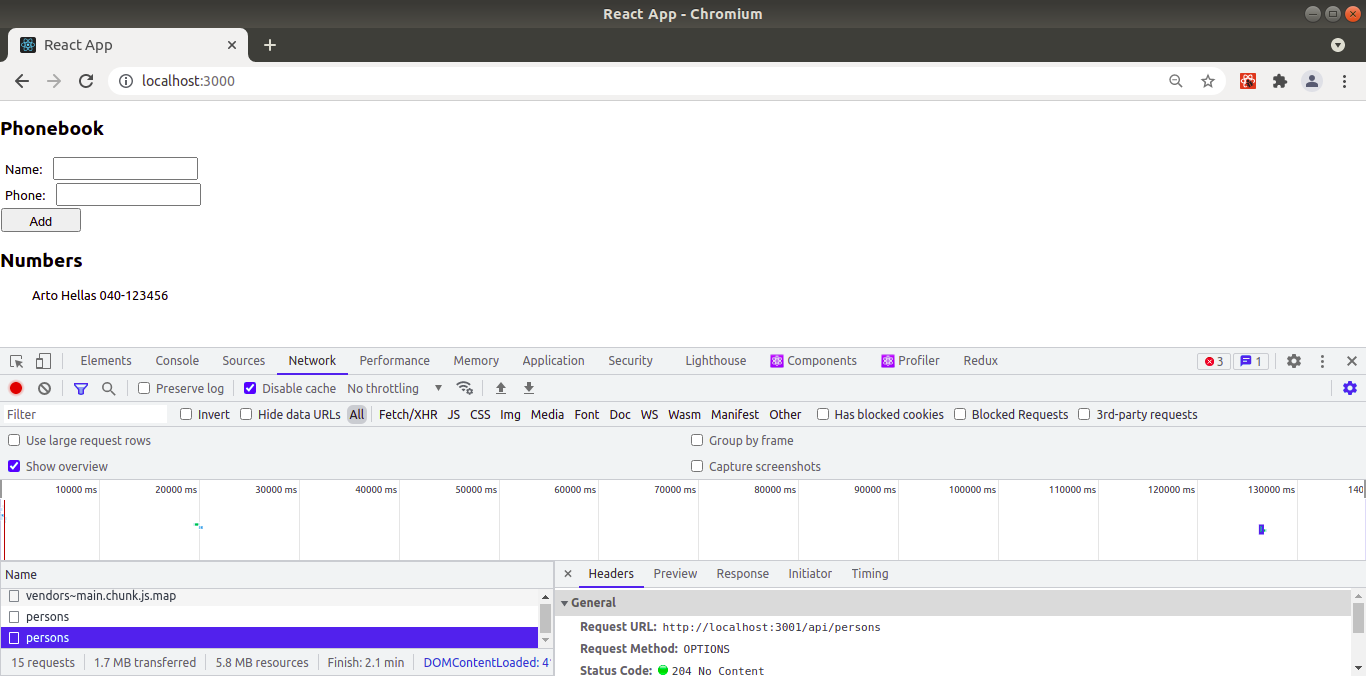 React App - Chromium
React App
localhost:3000
Phonebook
Name:
Phone:
Add
Numbers
Arto Hellas 040-123456
Elements Console Sources Network Performance Memory Application Security Lighthouse Components Profiler Redux 3 1
Preserve log Disable cache No throttling
Filter Invert Hide data URLs All Fetch/XHR JS CSS Img Media Font Doc WS Wasm Manifest Other Has blocked cookies Blocked Requests 3rd-party requests
Use large request rows Group by frame
Show overview Capture screenshots
10000 ms 20000 ms 30000 ms 40000 ms 50000 ms 60000 ms 70000 ms 80000 ms 90000 ms 100000 ms 110000 ms 120000 ms 130000 ms 140
Name
vendors~main.chunk.js.map
persons
persons
15 requests 1.7 MB transferred 5.8 MB resources Finish: 2.1 min DOMContentLoaded: 4
Headers Preview Response Initiator Timing
General
Request URL: http://localhost:3001/api/persons
Request Method: OPTIONS
Status Code: 204 No Content